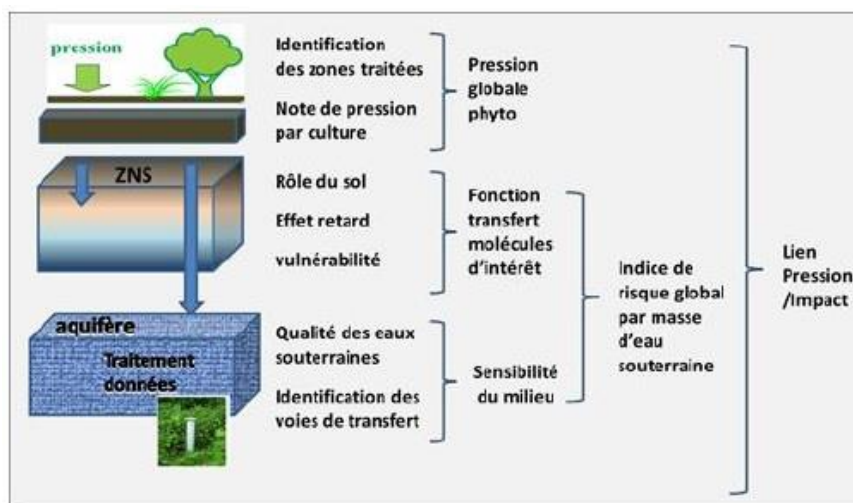 pression
Identification
des zones traitées
Note de pression
par culture
Pression
globale
phyto
ZNS
Rôle du sol
Effet retard
vulnérabilité
Fonction
transfert
molécules
d'intérêt
aquifère
Traitement
données
Qualité des eaux
souterraines
Identification des
voies de transfert
Sensibilité
du milieu
Indice de
risque global
par masse
d'eau
souterraine
Lien
Pression
/Impact